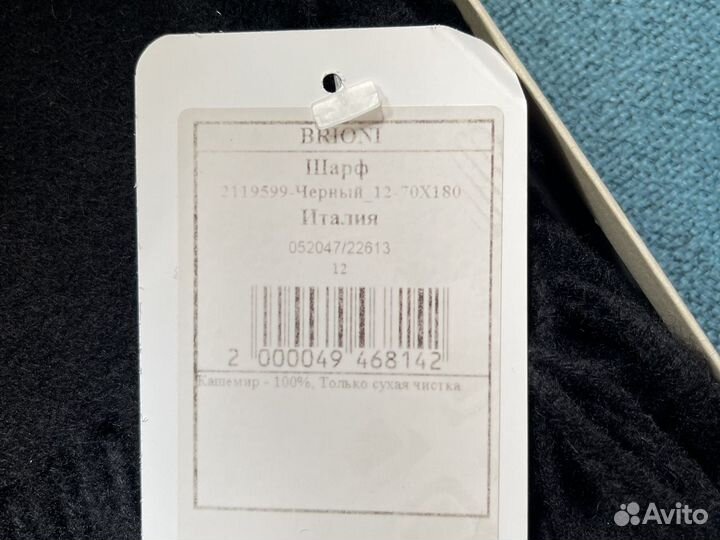 BRIONI
Шарф
2119599-Черный_12-70X180
Италия
052047/22613
12
2 000049 468142
Кашемир - 100%, Только сухая чистка
Avito